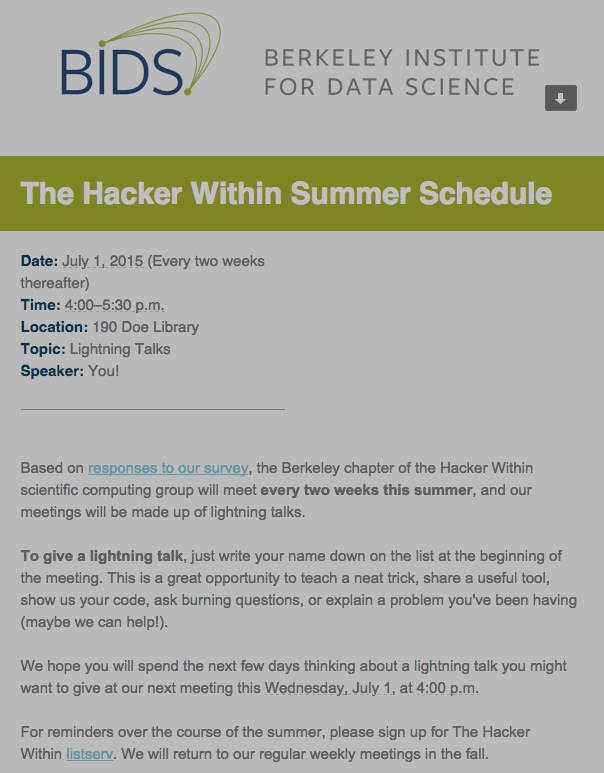 BIDS
BERKELEY INSTITUTE
FOR DATA SCIENCE
The Hacker Within Summer Schedule
Date: July 1, 2015 (Every two weeks
thereafter)
Time: 4:00–5:30 p.m.
Location: 190 Doe Library
Topic: Lightning Talks
Speaker: You!
Based on responses to our survey, the Berkeley chapter of the Hacker Within
scientific computing group will meet every two weeks this summer, and our
meetings will be made up of lightning talks.
To give a lightning talk, just write your name down on the list at the beginning of
the meeting. This is a great opportunity to teach a neat trick, share a useful tool,
show us your code, ask burning questions, or explain a problem you've been having
(maybe we can help!).
We hope you will spend the next few days thinking about a lightning talk you might
want to give at our next meeting this Wednesday, July 1, at 4:00 p.m.
For reminders over the course of the summer, please sign up for The Hacker
Within listserv. We will return to our regular weekly meetings in the fall.